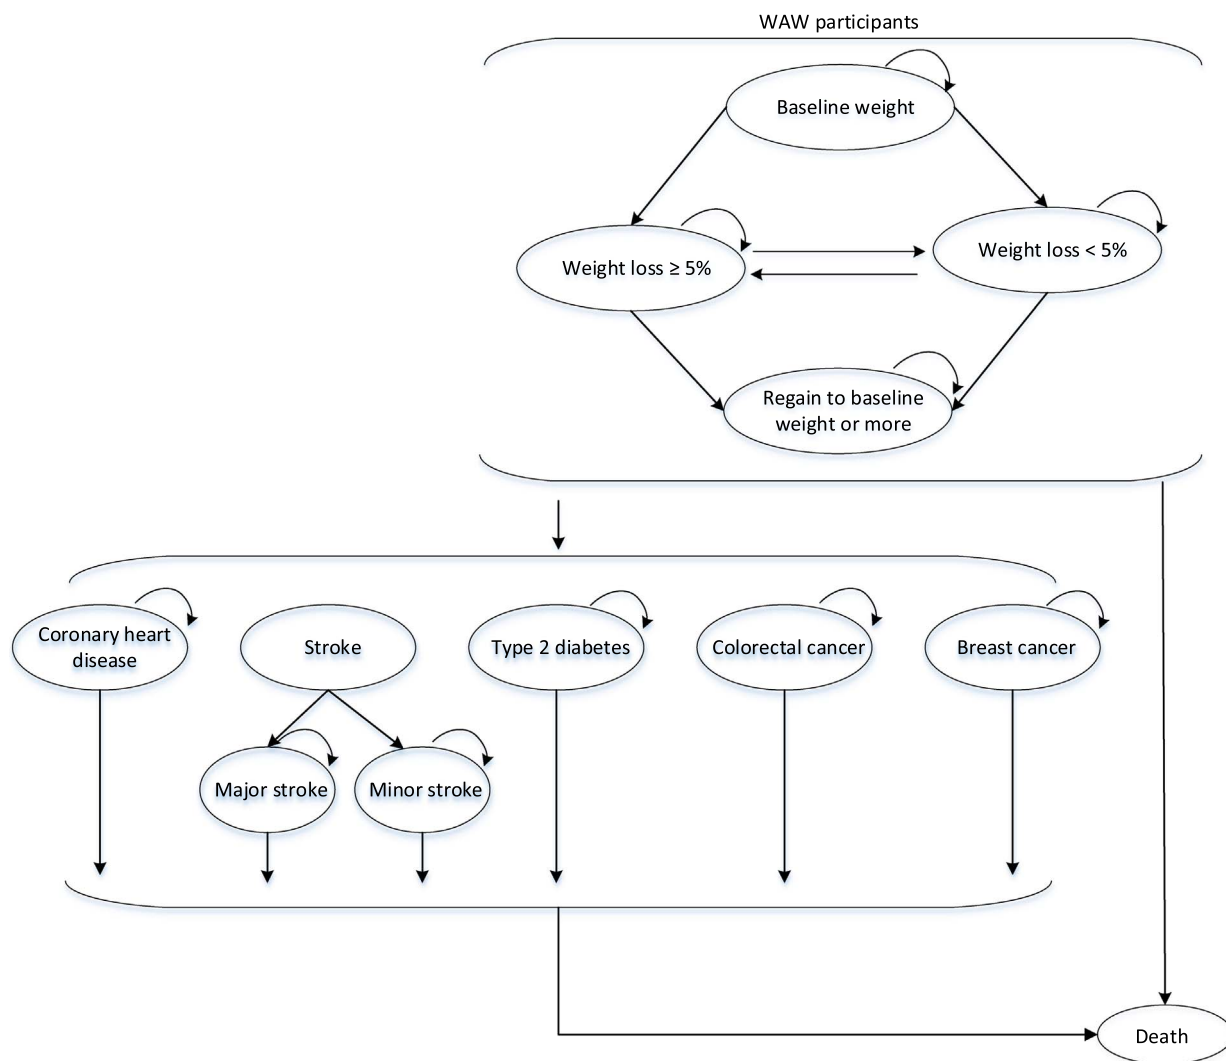 WAW participants
Baseline weight
Weight loss ≥ 5%
Weight loss < 5%
Regain to baseline
weight or more
Coronary heart
disease
Stroke
Type 2 diabetes
Colorectal cancer
Breast cancer
Major stroke
Minor stroke
Death